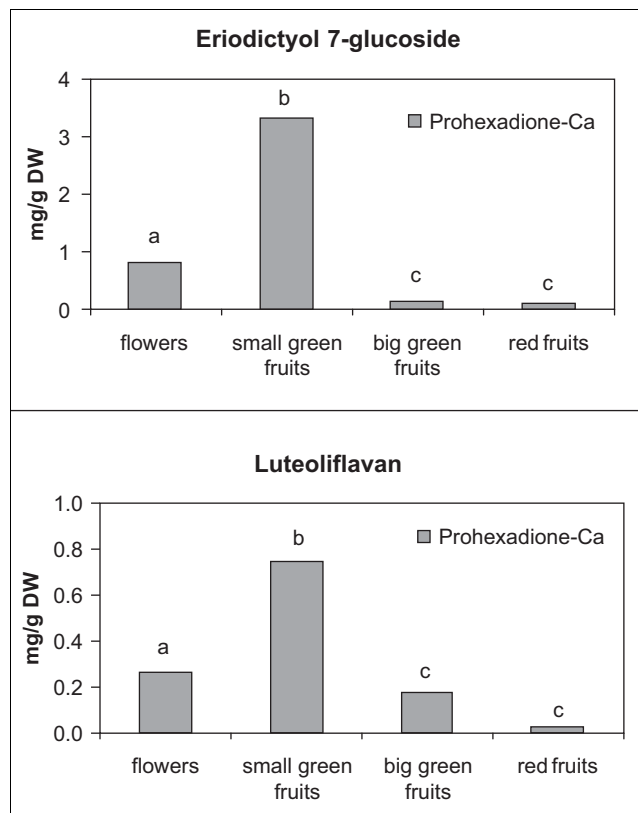 Eriodictyol 7-glucoside
4
3
2
1
0
mg/g DW
Prohexadione-Ca
a
b
c
c
flowers
small green
fruits
big green
fruits
red fruits
Luteoliflavan
1.0
0.8
0.6
0.4
0.2
0.0
mg/g DW
Prohexadione-Ca
a
b
c
c
flowers
small green
fruits
big green
fruits
red fruits